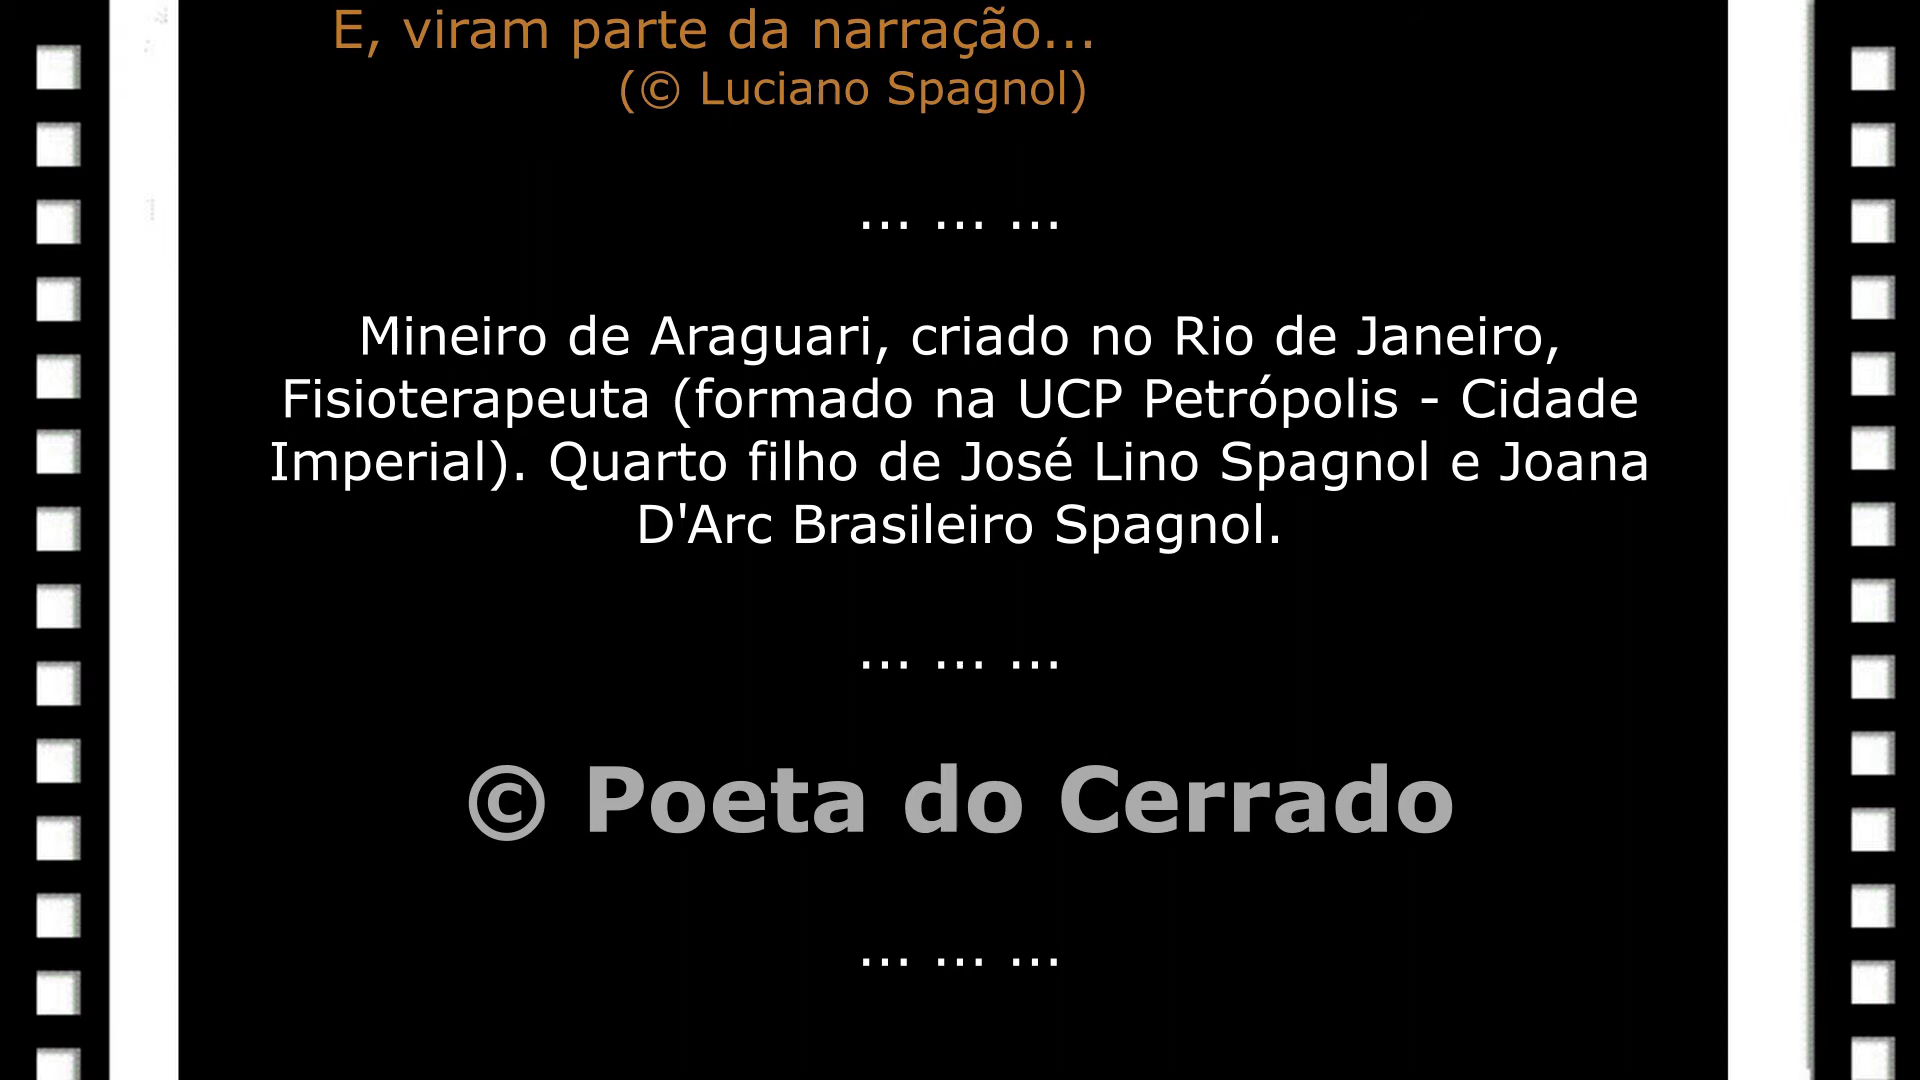 E, viram parte da narração...
(© Luciano Spagnol)
... ... ...
Mineiro de Araguari, criado no Rio de Janeiro,
Fisioterapeuta (formado na UCP Petrópolis - Cidade
Imperial). Quarto filho de José Lino Spagnol e Joana
D'Arc Brasileiro Spagnol.
... ... ...
© Poeta do Cerrado
... ... ...